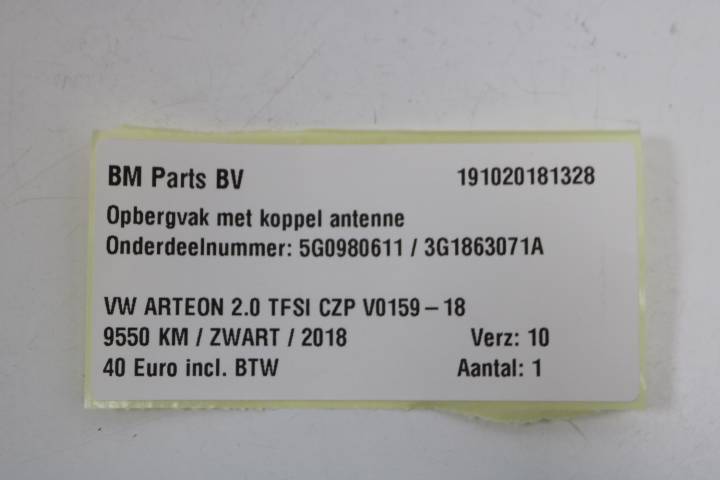 BM Parts BV 191020181328
Opbergvak met koppel antenne
Onderdeelnummer: 5G0980611 / 3G1863071A
VW ARTEON 2.0 TFSI CZP V0159 – 18
9550 KM / ZWART / 2018 Verz: 10
40 Euro incl. BTW Aantal: 1